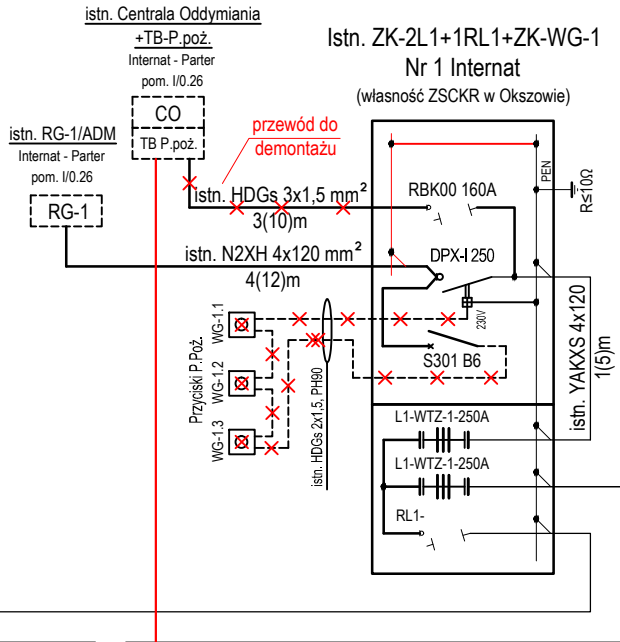 istn. Centrala Oddymiania
+TB-P.poż.
Internat - Parter
pom. I/0.26
CO
TB P.poż.
istn. RG-1/ADM
Internat - Parter
pom. I/0.26
RG-1
przewód do
demontażu
Istn. ZK-2L1+1RL1+ZK-WG-1
Nr 1 Internat
(własność ZSCKR w Okszowie)
istn. HDGs 3x1,5 mm²
3(10)m
istn. N2XH 4x120 mm²
4(12)m
RBK00 160A
PEN
R≤10Ω
DPX-I 250
230V
S301 B6
istn. YAKXS 4x120
1(5)m
Przyciski P.Poż.
WG-1.1
WG-1.2
WG-1.3
istn. HDGs 2x1,5, PH90
L1-WTZ-1-250A
L1-WTZ-1-250A
RL1-